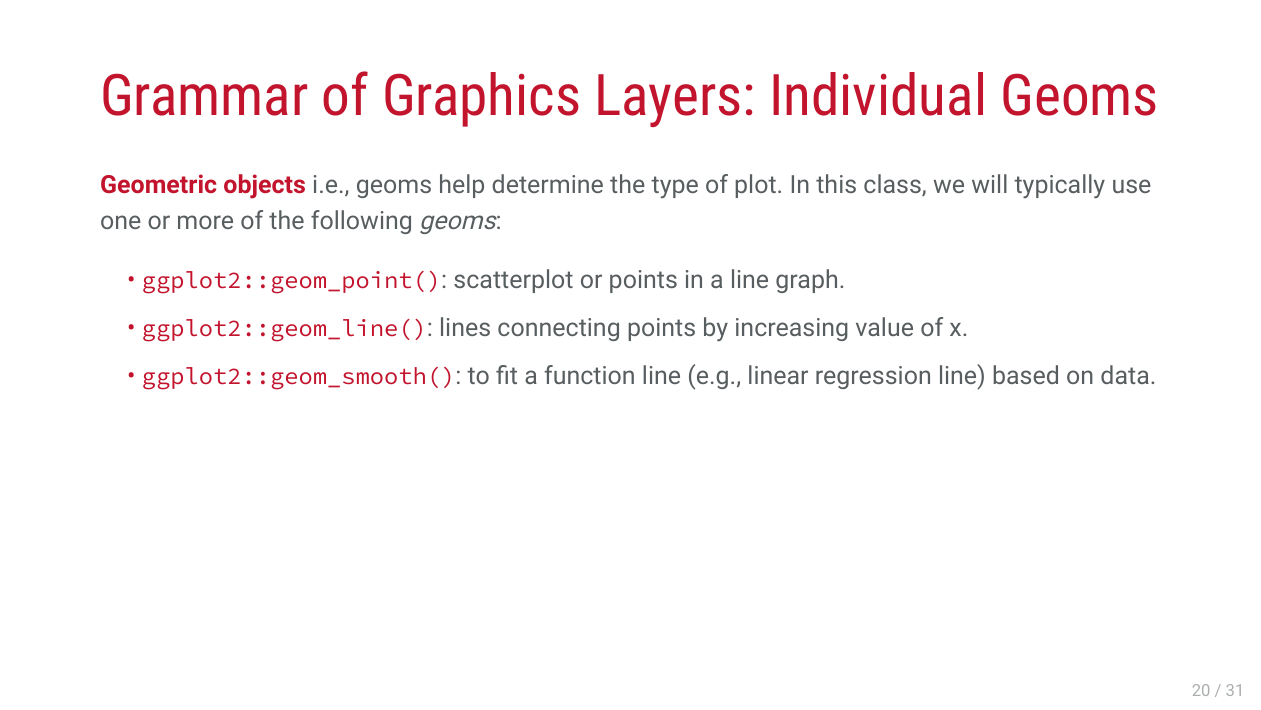 Grammar of Graphics Layers: Individual Geoms
Geometric objects i.e., geoms help determine the type of plot. In this class, we will typically use
one or more of the following geoms:
• ggplot2::geom_point(): scatterplot or points in a line graph.
• ggplot2::geom_line(): lines connecting points by increasing value of x.
• ggplot2::geom_smooth(): to fit a function line (e.g., linear regression line) based on data.
20 / 31